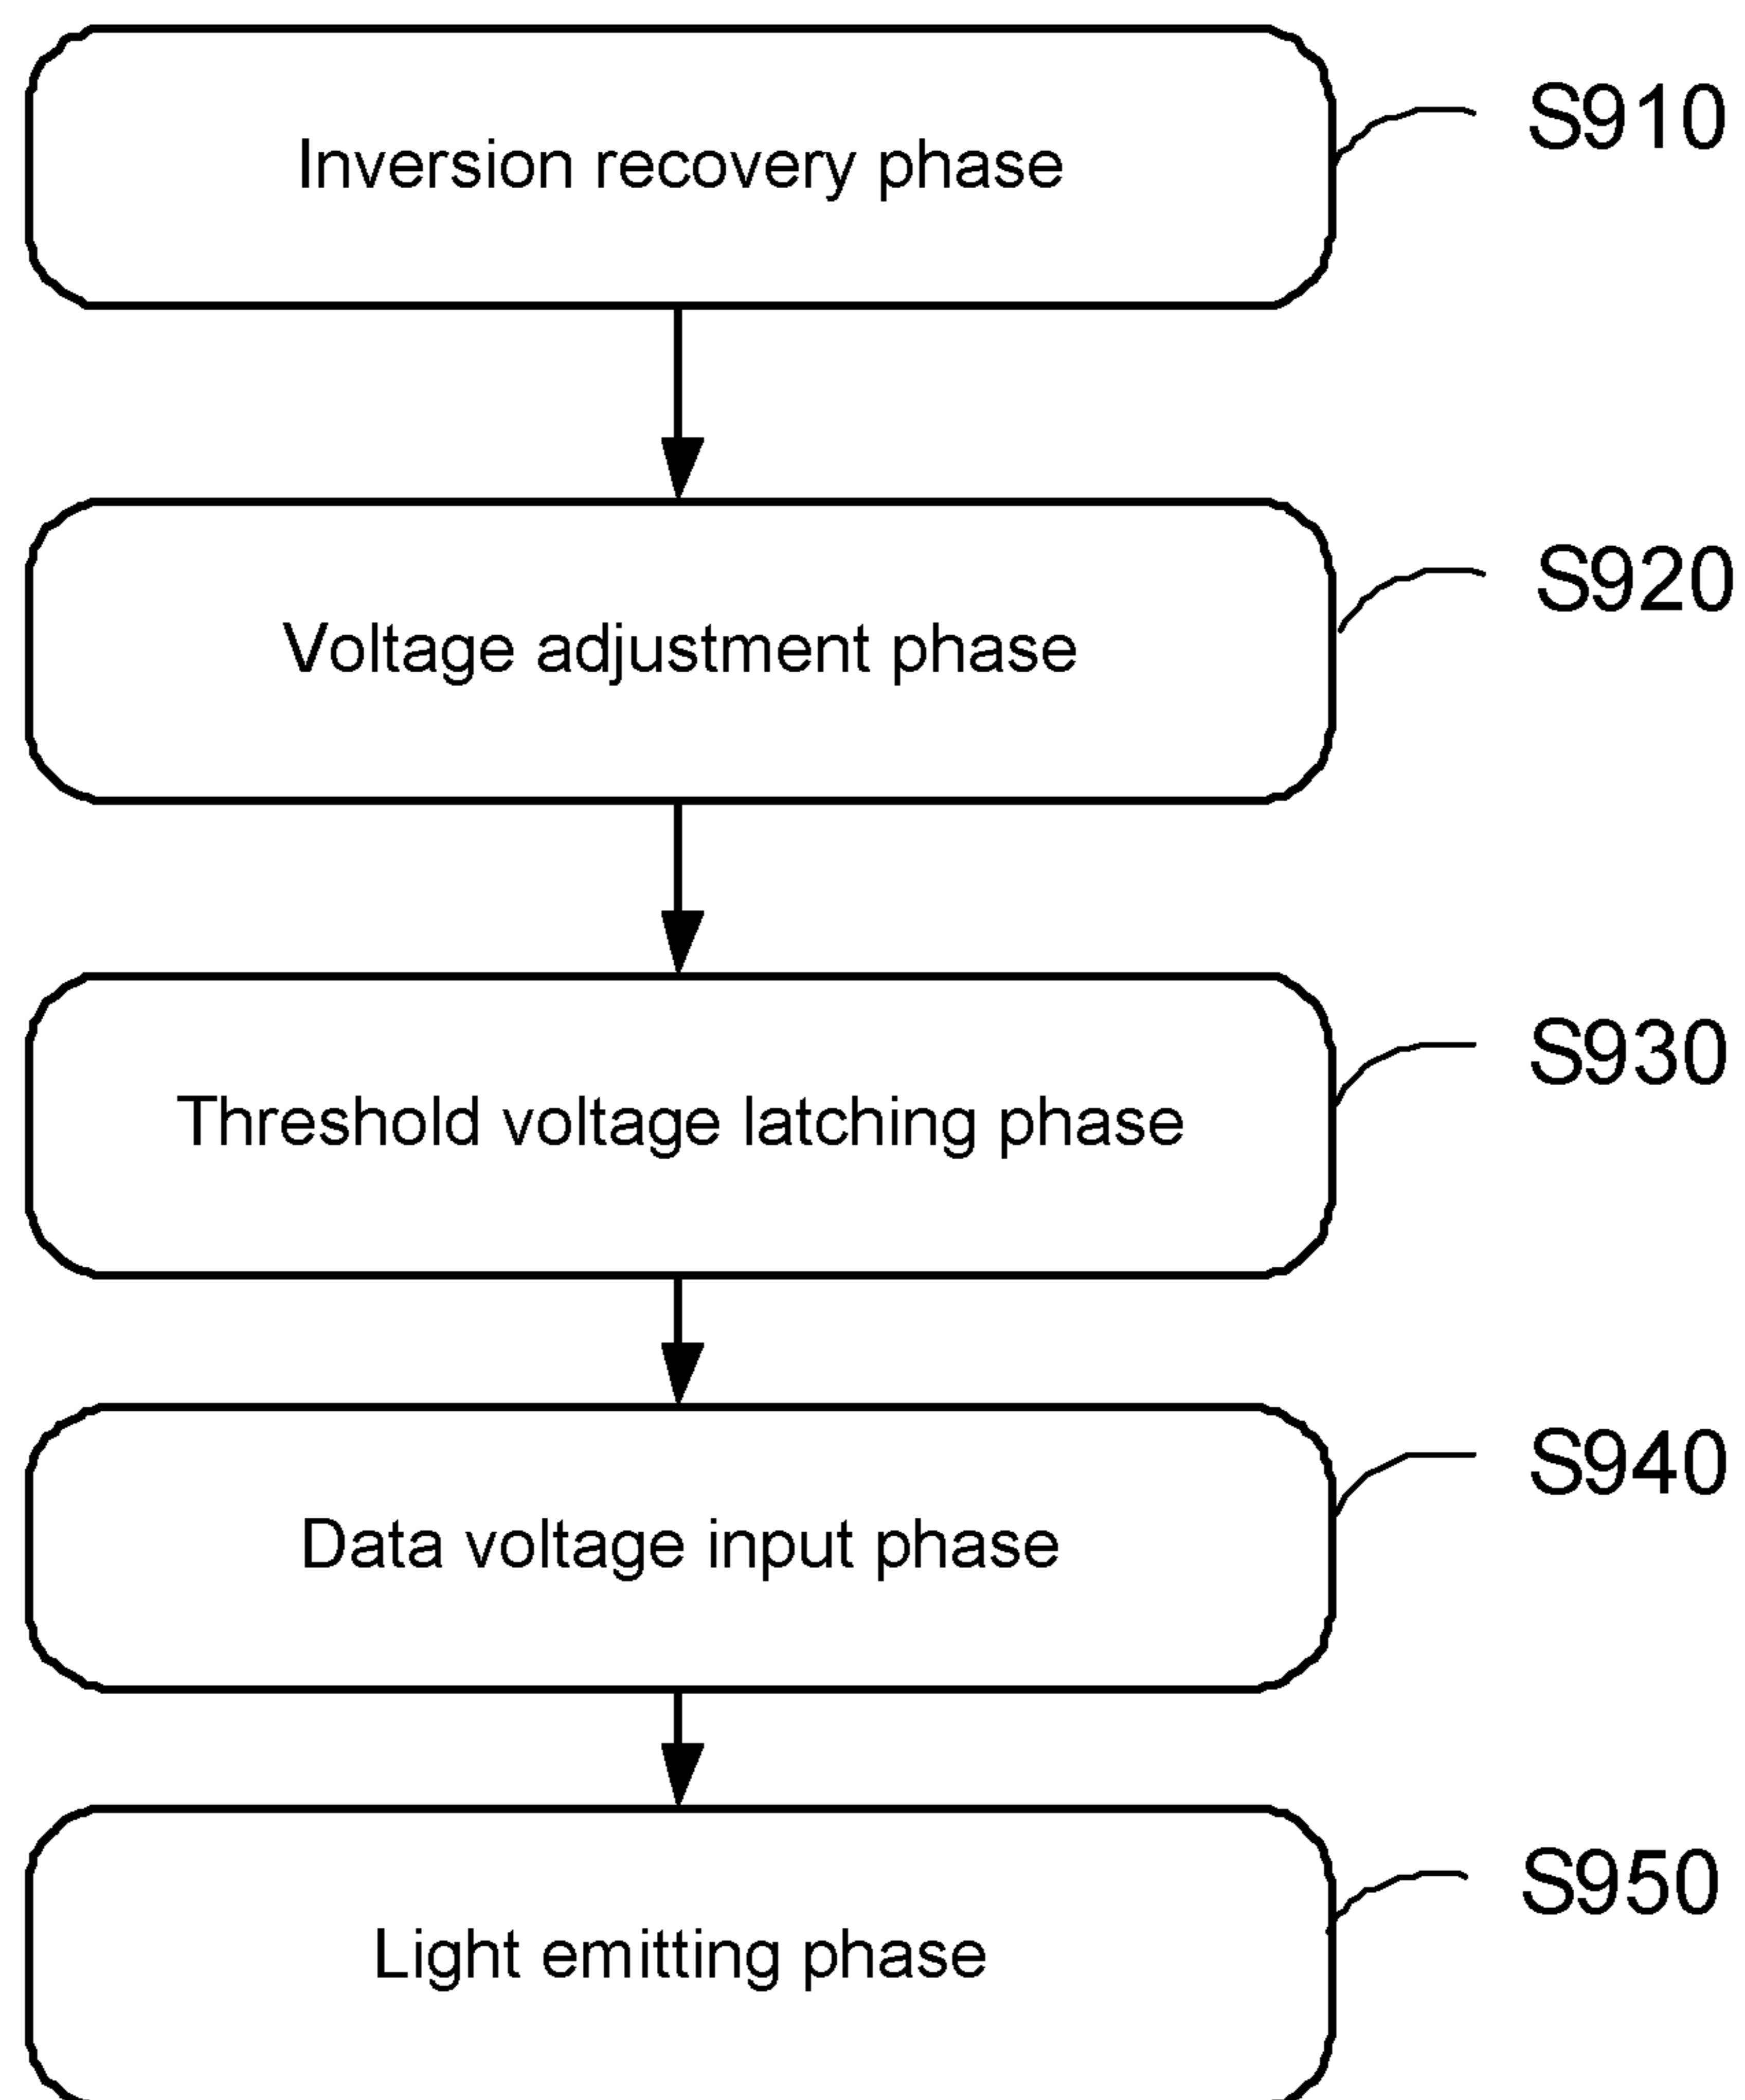 Inversion recovery phase
S910
Voltage adjustment phase
S920
Threshold voltage latching phase
S930
Data voltage input phase
S940
Light emitting phase
S950